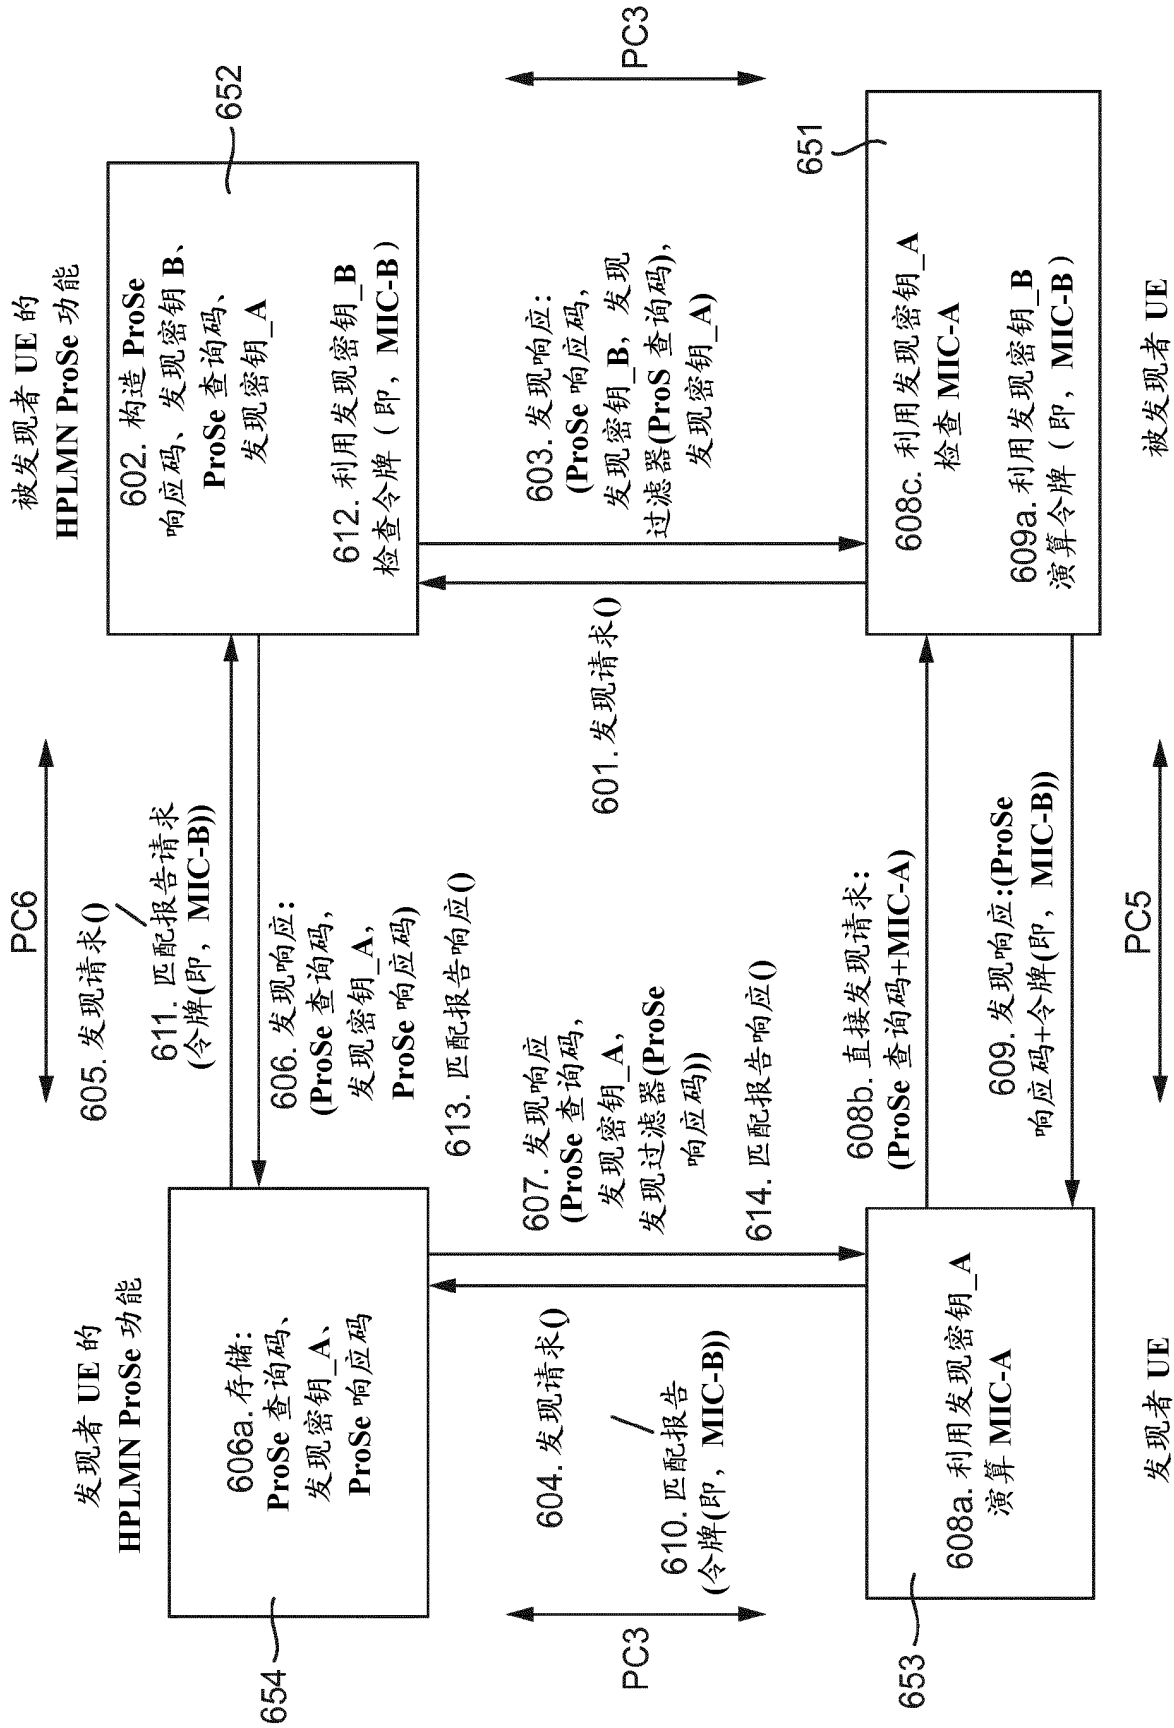 发现者 UE 的
HPLMN ProSe 功能
PC6
被发现者 UE 的
HPLMN ProSe 功能
654
606a. 存储:
ProSe 查询码、
发现密钥_A、
ProSe 响应码
605. 发现请求()
611. 匹配报告请求
(令牌(即，MIC-B))
606. 发现响应:
(ProSe 查询码,
发现密钥_A,
ProSe 响应码)
613. 匹配报告响应()
602. 构造 ProSe
响应码、发现密钥 B、
ProSe 查询码、
发现密钥_A
612. 利用发现密钥_B
检查令牌（即，MIC-B）
652
PC3
604. 发现请求()
610. 匹配报告
(令牌(即，MIC-B))
607. 发现响应
(ProSe 查询码,
发现密钥_A,
发现过滤器(ProSe
响应码))
614. 匹配报告响应()
601. 发现请求()
603. 发现响应:
(ProSe 响应码,
发现密钥_B, 发现
过滤器(ProS 查询码),
发现密钥_A)
PC3
653
608a. 利用发现密钥_A
演算 MIC-A
608b. 直接发现请求:
(ProSe 查询码+MIC-A)
609. 发现响应:(ProSe
响应码+令牌(即，MIC-B))
608c. 利用发现密钥_A
检查 MIC-A
609a. 利用发现密钥_B
演算令牌（即，MIC-B）
651
发现者 UE
PC5
被发现者 UE